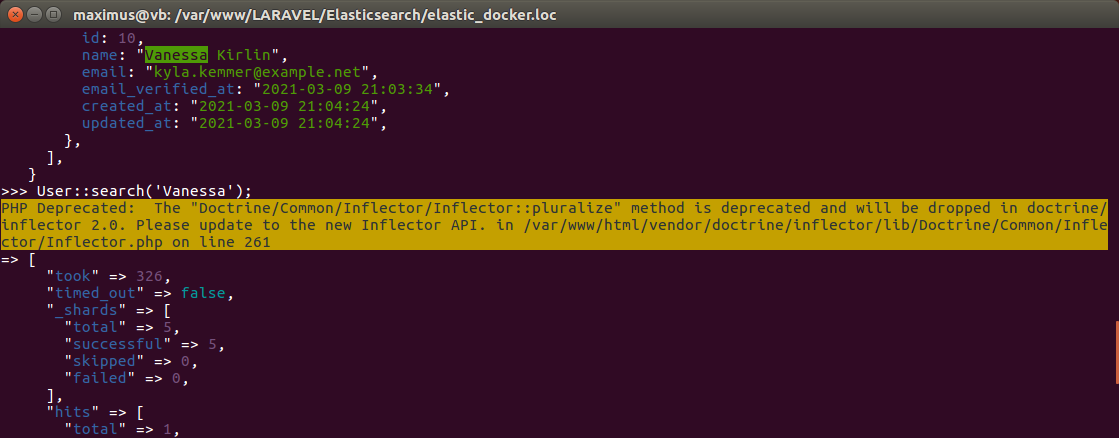 maximus@vb: /var/www/LARAVEL/Elasticsearch/elastic_docker.loc
id: 10,
name: "Vanessa Kirlin",
email: "kyla.kemmer@example.net",
email_verified_at: "2021-03-09 21:03:34",
created_at: "2021-03-09 21:04:24",
updated_at: "2021-03-09 21:04:24",
},
],
}
>>> User::search('Vanessa');
PHP Deprecated:  The "Doctrine/Common/Inflector/Inflector::pluralize" method is deprecated and will be dropped in doctrine/
inflector 2.0. Please update to the new Inflector API. in /var/www/html/vendor/doctrine/inflector/lib/Doctrine/Common/Infle
ctor/Inflector.php on line 261
=> [
"took" => 326,
"timed_out" => false,
"_shards" => [
"total" => 5,
"successful" => 5,
"skipped" => 0,
"failed" => 0,
],
"hits" => [
"total" => 1,